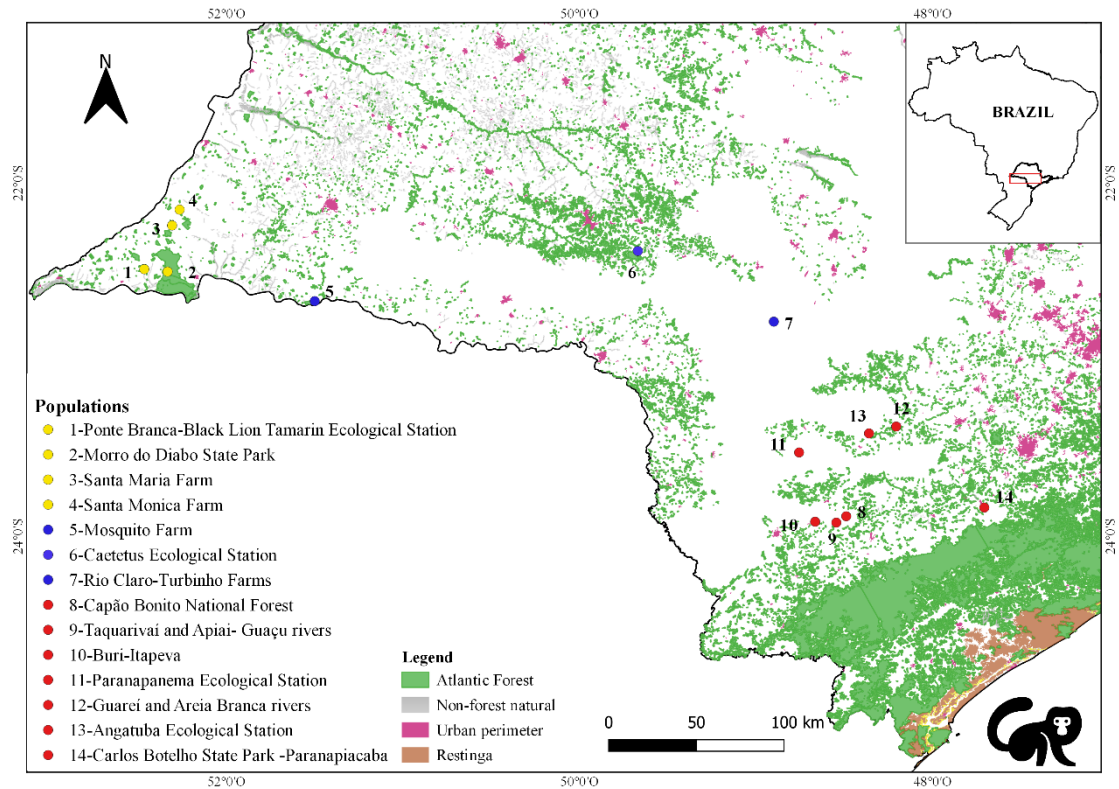 52°0'O
50°0'O
48°0'O
N
BRAZIL
22°0'S
22°0'S
4
3
1
2
5
6
7
12
13
11
14
8
10
9
24°0'S
24°0'S
Populations
1-Ponte Branca-Black Lion Tamarin Ecological Station
2-Morro do Diabo State Park
3-Santa Maria Farm
4-Santa Monica Farm
5-Mosquito Farm
6-Caetetus Ecological Station
7-Rio Claro-Turbinho Farms
8-Capão Bonito National Forest
9-Taquarivaí and Apiai- Guaçu rivers
10-Buri-Itapeva
11-Paranapanema Ecological Station
12-Guareí and Areia Branca rivers
13-Angatuba Ecological Station
14-Carlos Botelho State Park -Paranapiacaba
Legend
Atlantic Forest
Non-forest natural
Urban perimeter
Restinga
0 50 100 km
52°0'O
50°0'O
48°0'O